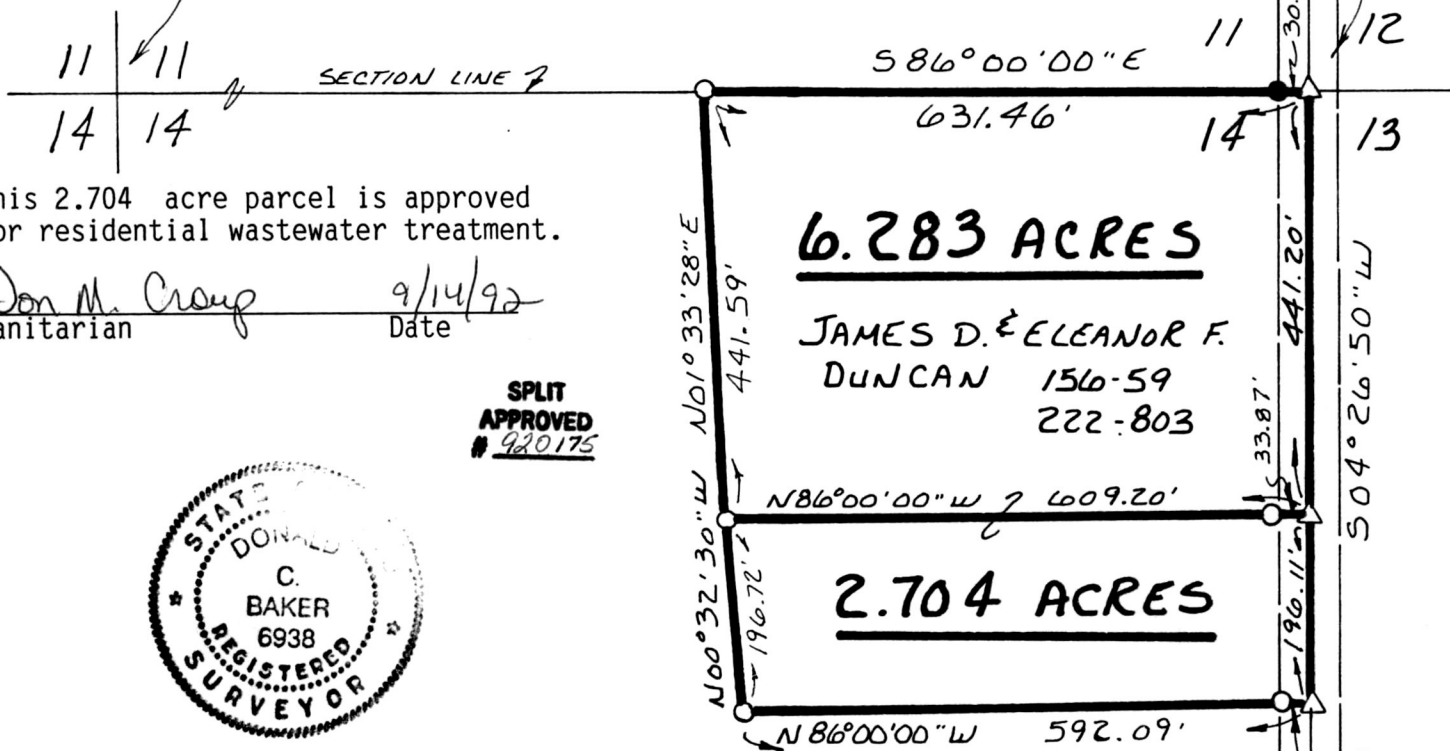 11 11
14 14
SECTION LINE
S 86°00'00"E
631.46'
11
30.
12
14
13
his 2.704 acre parcel is approved
or residential wastewater treatment.
Don M. 9/14/92
anitarian Date
SPLIT
APPROVED
# 920175
STATE
DONALD
C.
BAKER
6938
REGISTERED
SURVEYOR
N01°33'28"E
441.59'
6.283 ACRES
JAMES D. & ELEANOR F.
DUNCAN 156-59
222-803
441.20'
33.87'
S04°26'50"W
N86°00'00"W 609.20'
N00°32'30"W
196.72'
2.704 ACRES
196.11'
N86°00'00"W 592.09'